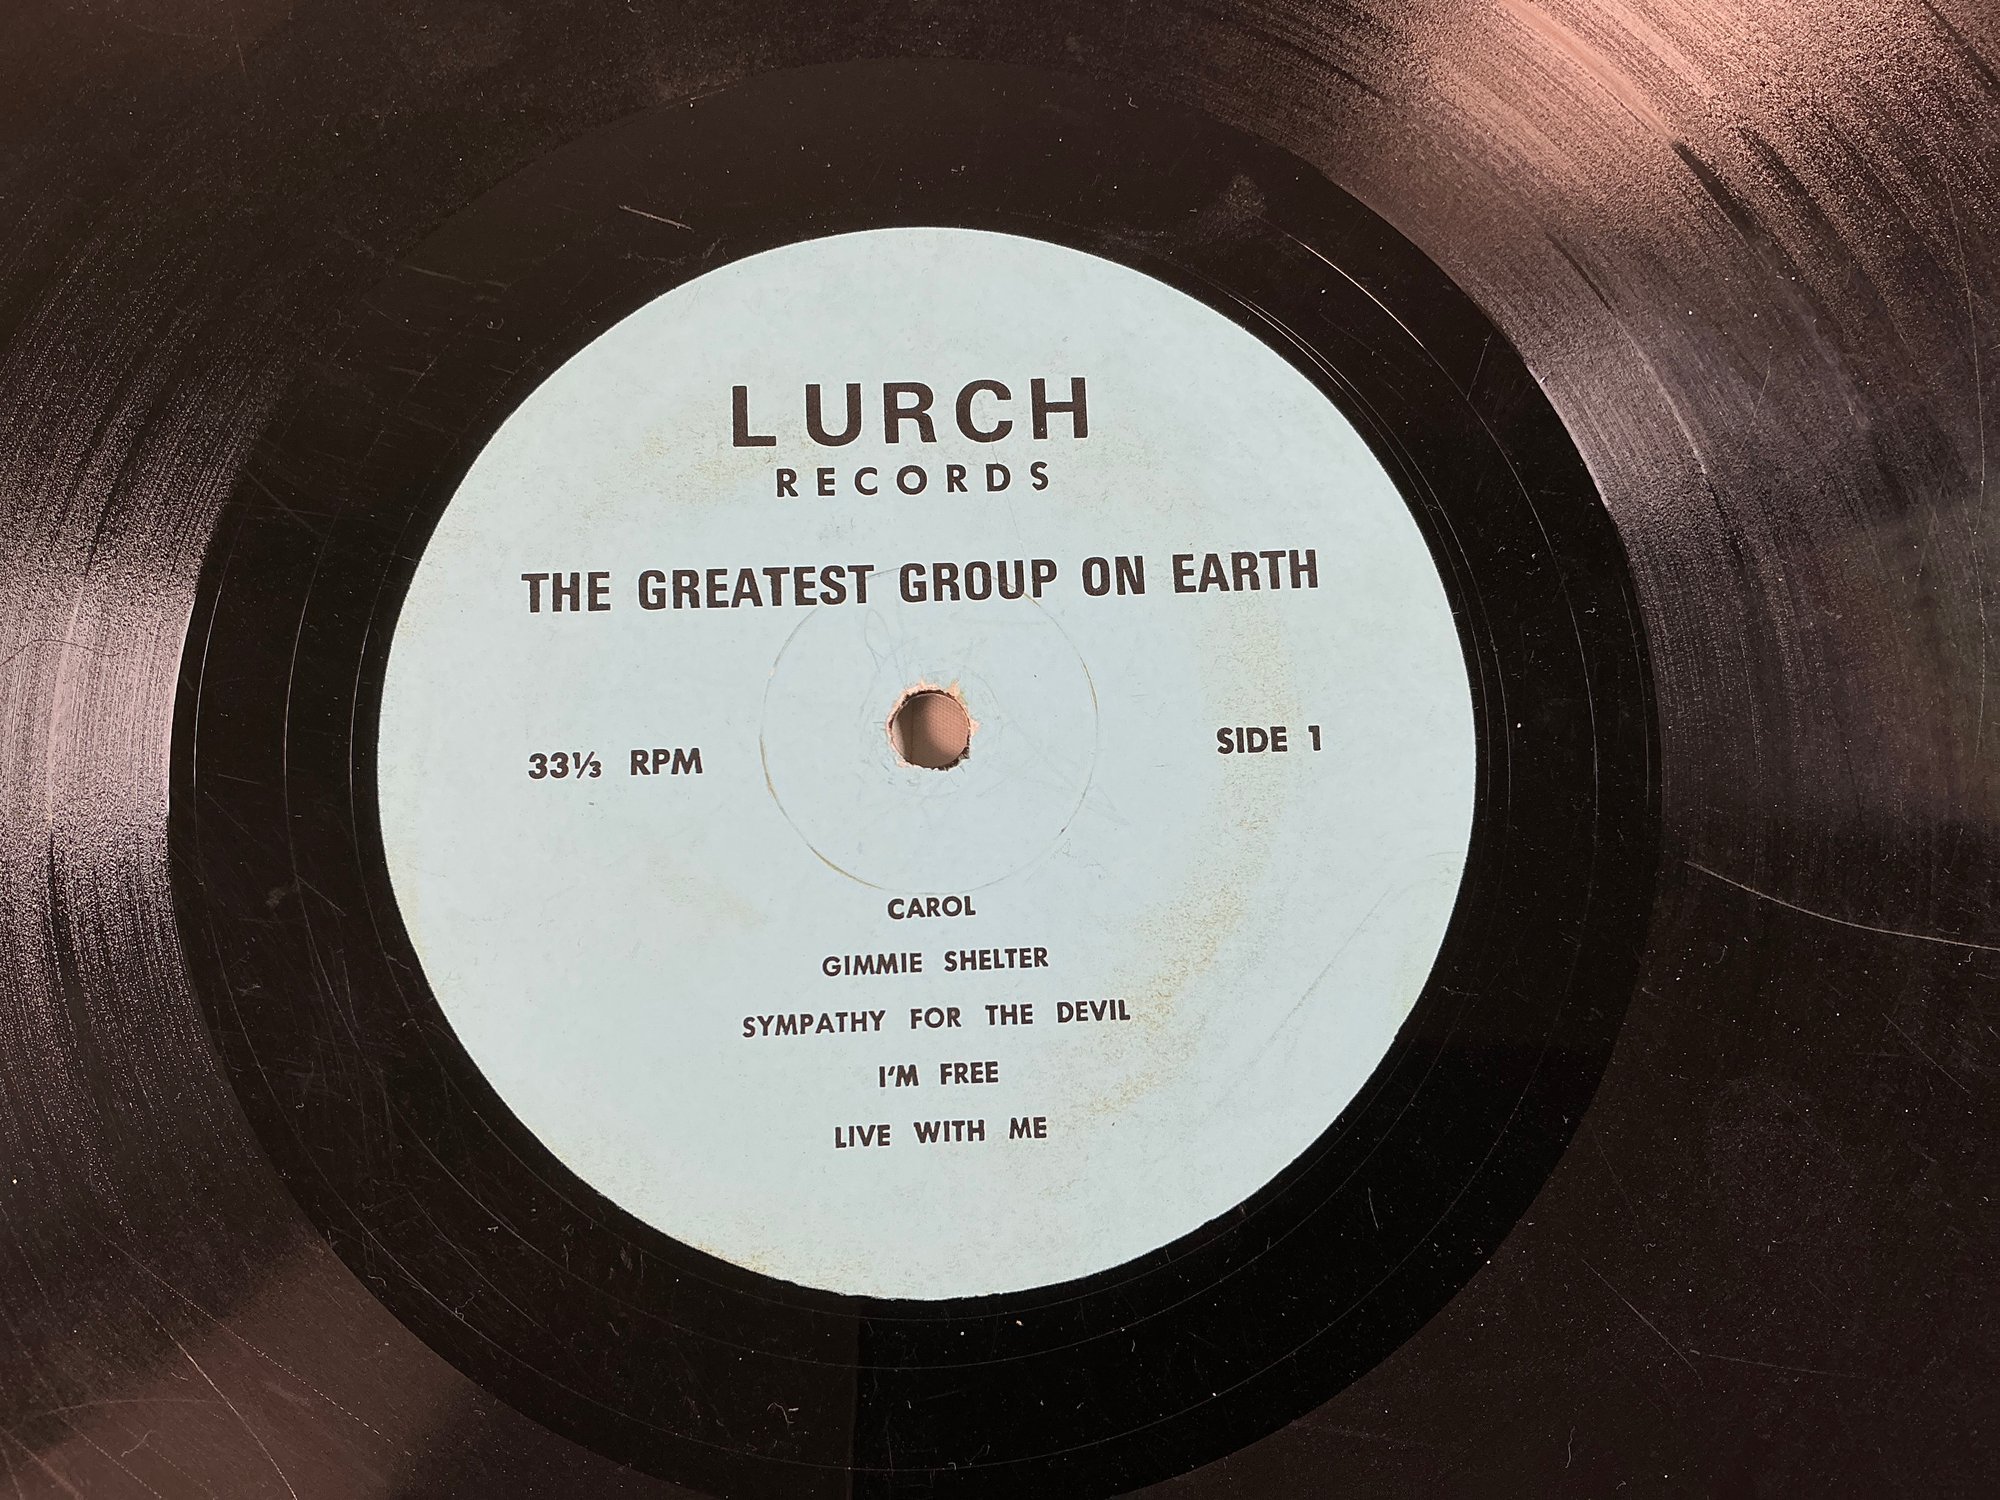 LURCH
RECORDS
THE GREATEST GROUP ON EARTH
33⅓ RPM
SIDE 1
CAROL
GIMMIE SHELTER
SYMPATHY FOR THE DEVIL
I'M FREE
LIVE WITH ME